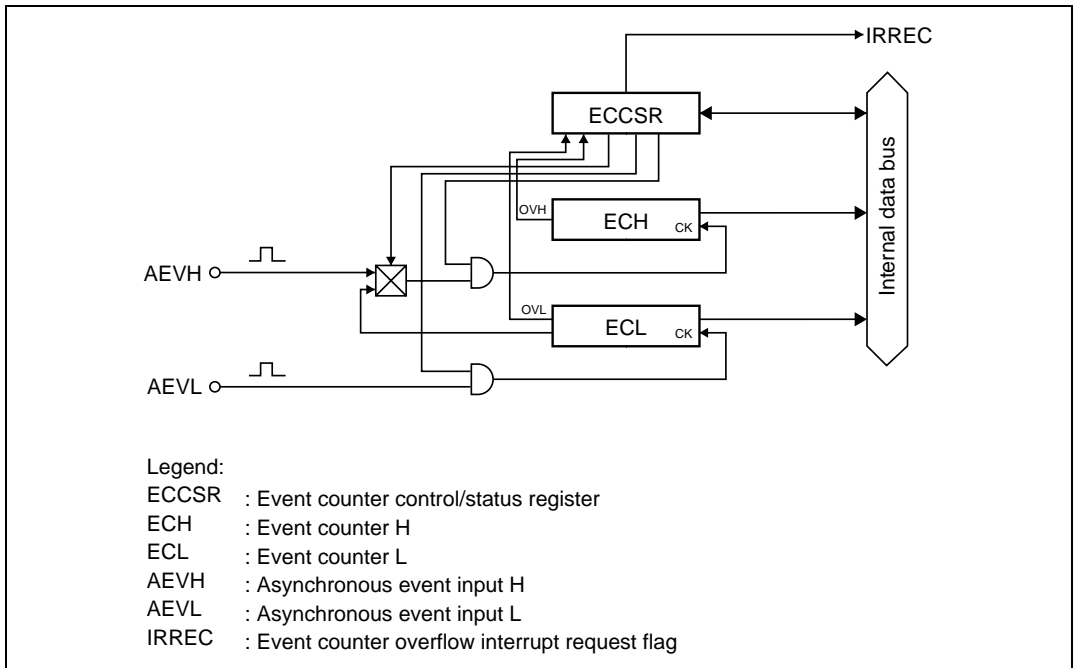 IRREC
ECCSR
Internal data bus
OVH
ECH
CK
AEVH
OVL
ECL
CK
AEVL
Legend:
ECCSR : Event counter control/status register
ECH : Event counter H
ECL : Event counter L
AEVH : Asynchronous event input H
AEVL : Asynchronous event input L
IRREC : Event counter overflow interrupt request flag